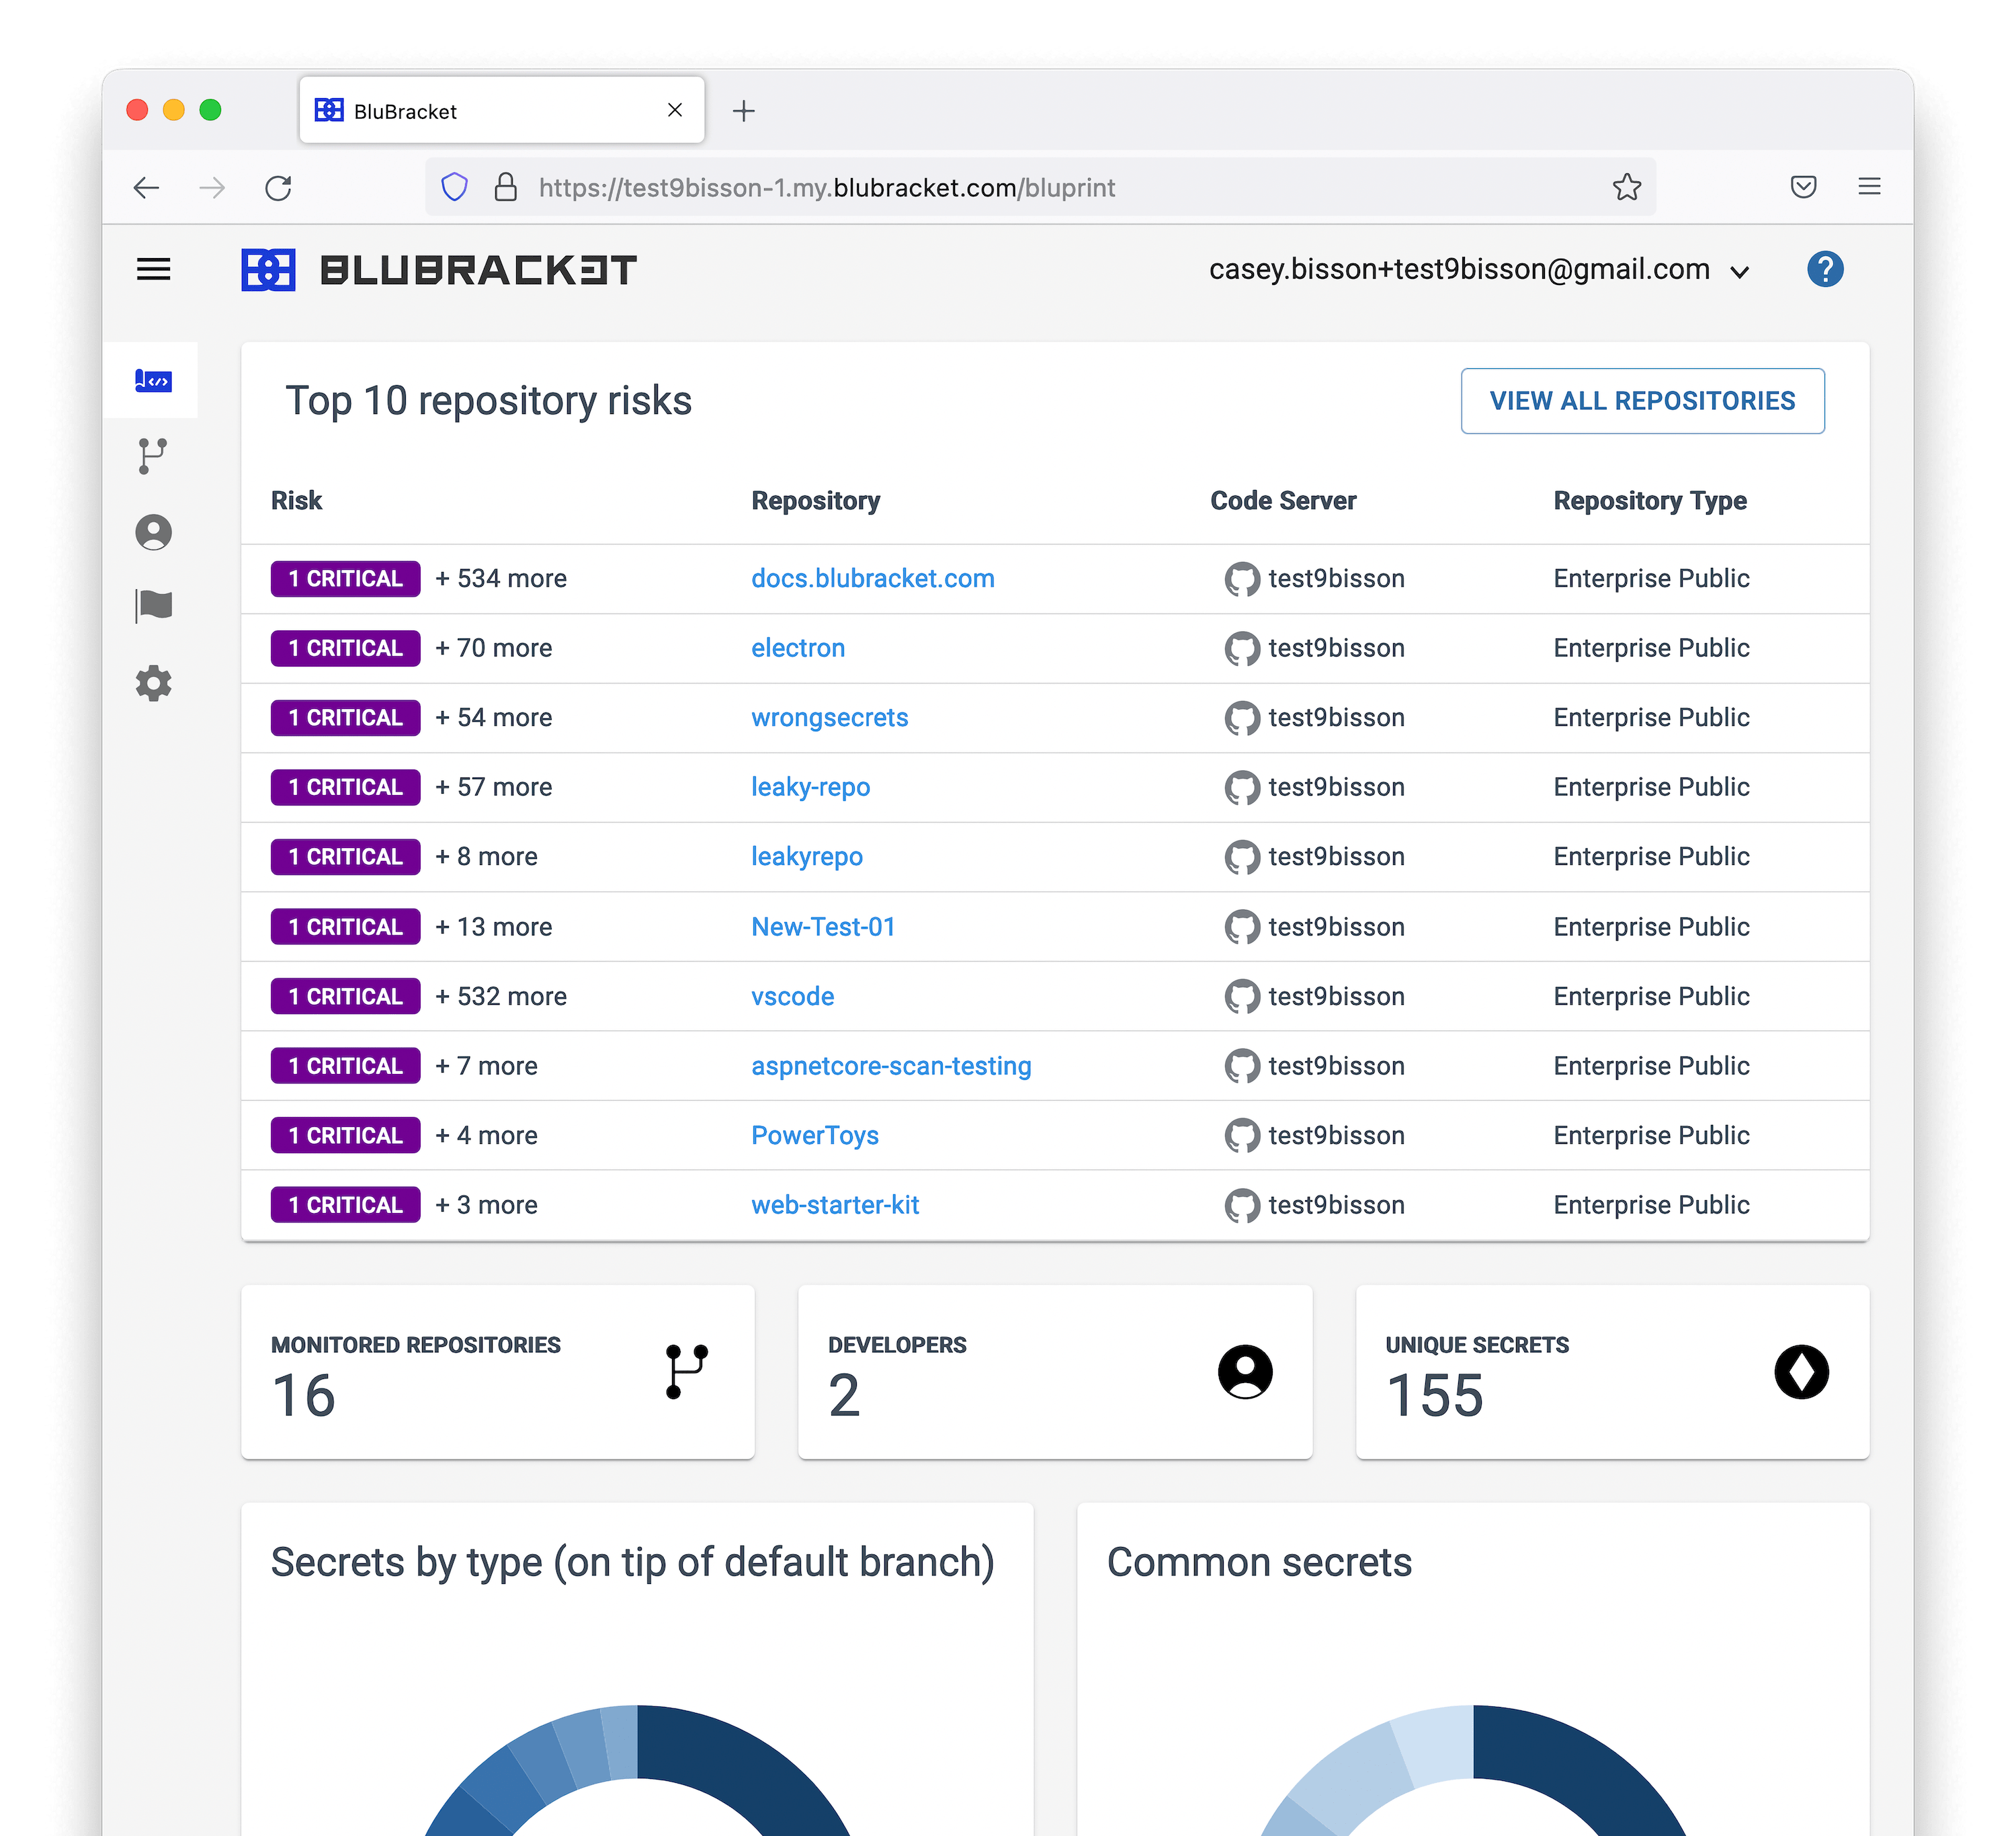 BluBracket
https://test9bisson-1.my.blubracket.com/bluprint
BLUBRACKET
casey.bisson+test9bisson@gmail.com
?
Top 10 repository risks
VIEW ALL REPOSITORIES
Risk Repository Code Server Repository Type
1 CRITICAL + 534 more docs.blubracket.com test9bisson Enterprise Public
1 CRITICAL + 70 more electron test9bisson Enterprise Public
1 CRITICAL + 54 more wrongsecrets test9bisson Enterprise Public
1 CRITICAL + 57 more leaky-repo test9bisson Enterprise Public
1 CRITICAL + 8 more leakyrepo test9bisson Enterprise Public
1 CRITICAL + 13 more New-Test-01 test9bisson Enterprise Public
1 CRITICAL + 532 more vscode test9bisson Enterprise Public
1 CRITICAL + 7 more aspnetcore-scan-testing test9bisson Enterprise Public
1 CRITICAL + 4 more PowerToys test9bisson Enterprise Public
1 CRITICAL + 3 more web-starter-kit test9bisson Enterprise Public
MONITORED REPOSITORIES
16
DEVELOPERS
2
UNIQUE SECRETS
155
Secrets by type (on tip of default branch)
Common secrets